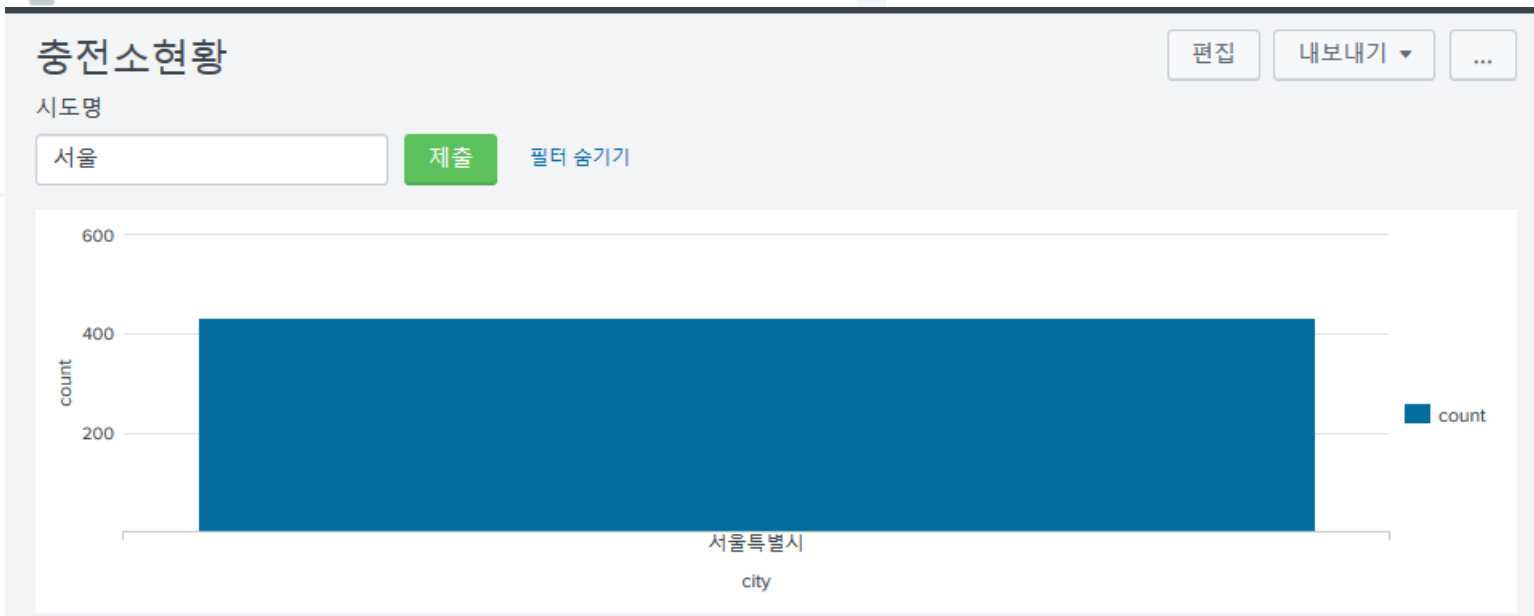 충전소현황
편집 내보내기 ...
시도명
서울 제출 필터 숨기기
600
400
200
count
count
서울특별시
city